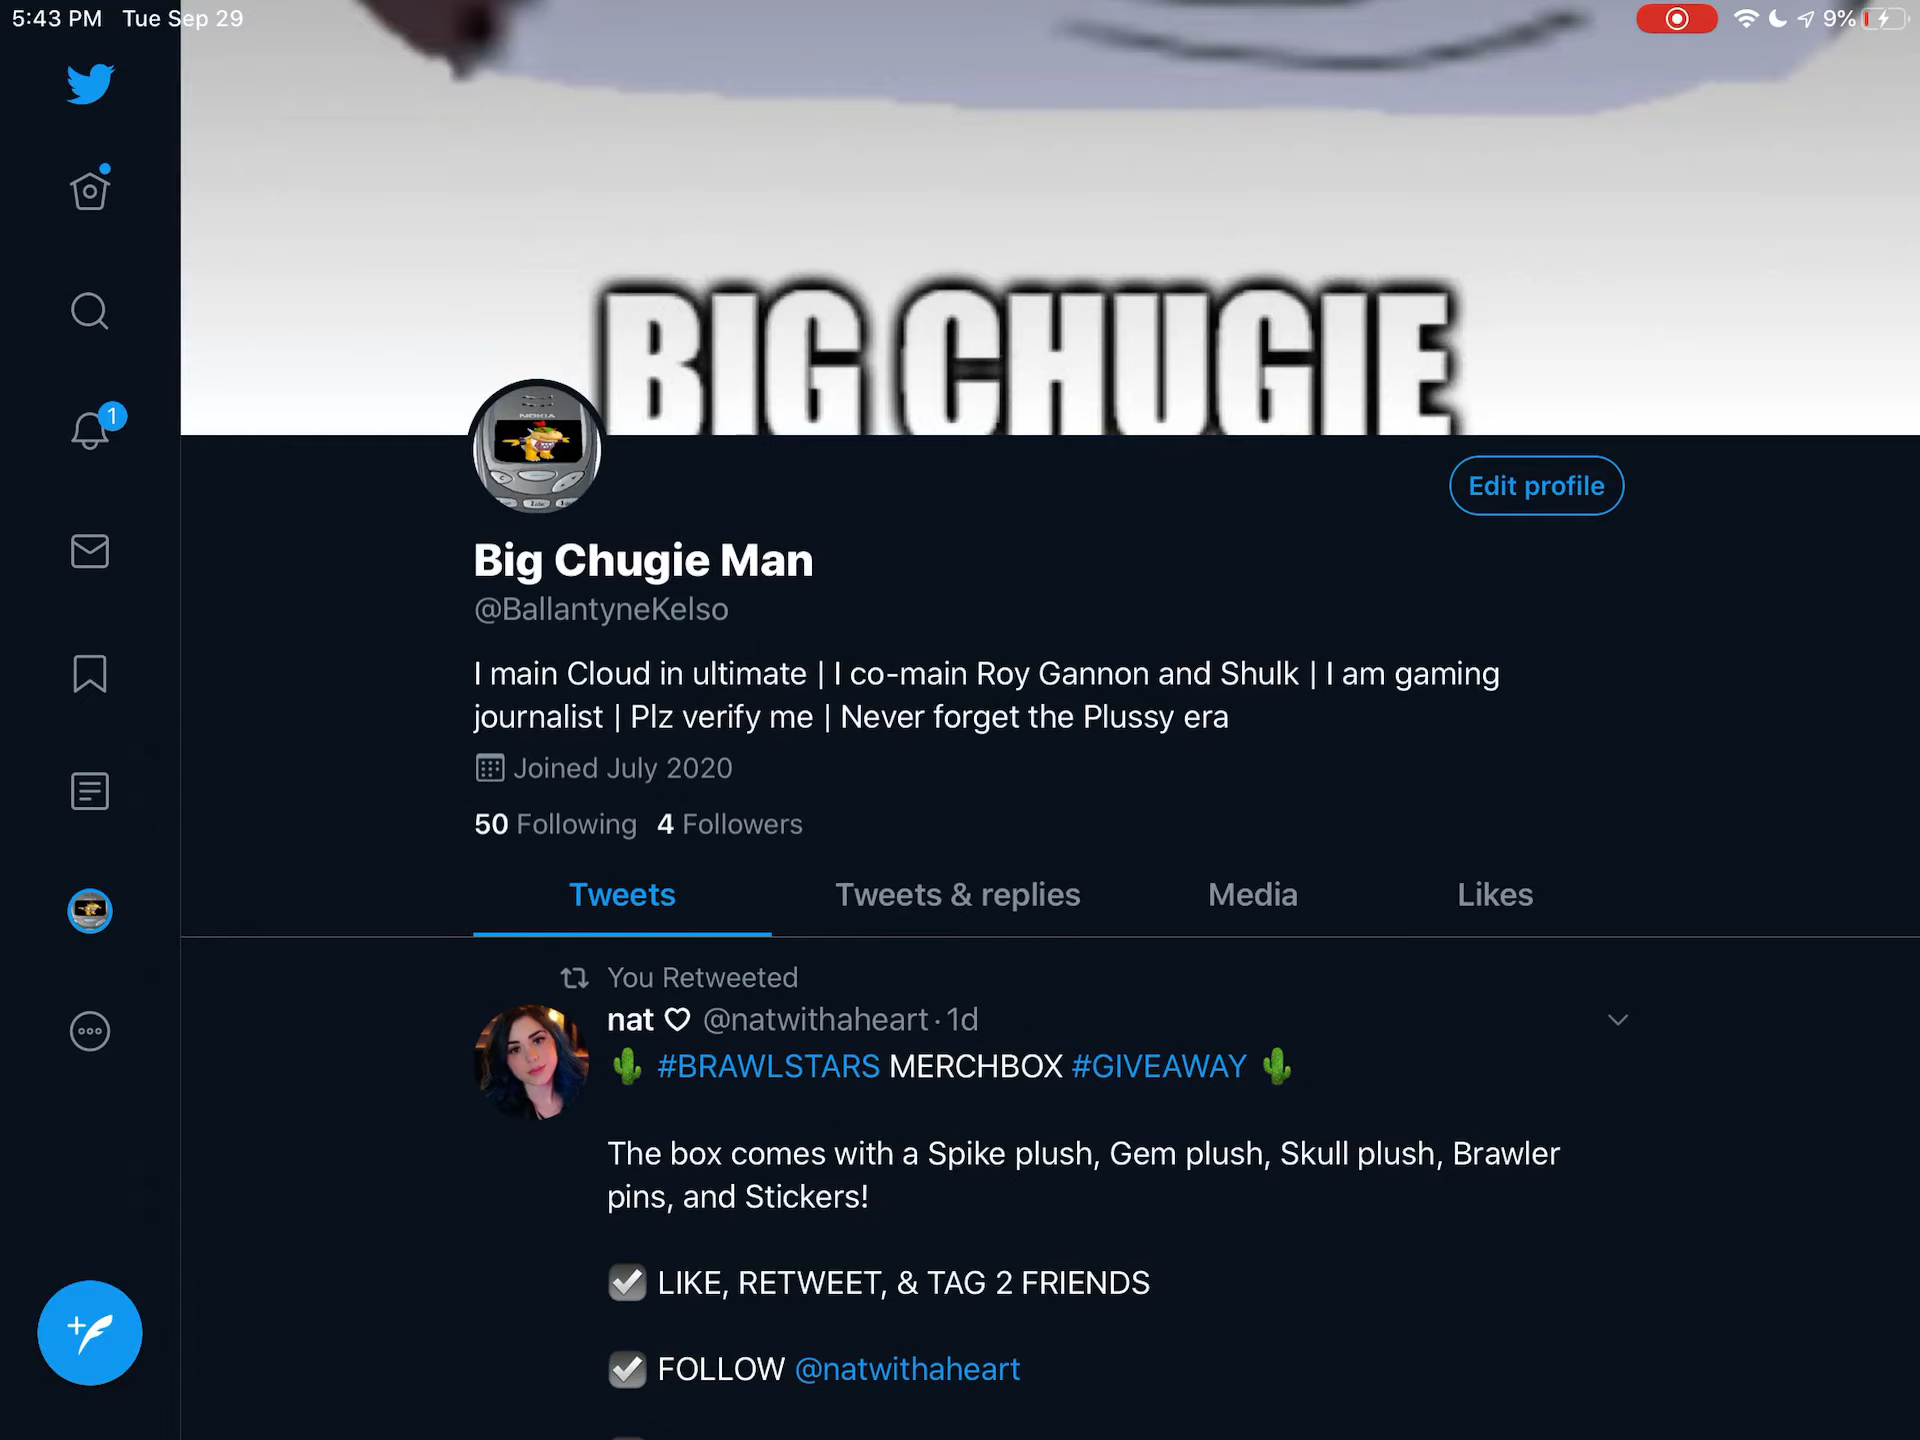 5:43 PM Tue Sep 29
9%
BIG CHUGIE
1
NOKIA
Edit profile
Big Chugie Man
@BallantyneKelso
I main Cloud in ultimate | I co-main Roy Gannon and Shulk | I am gaming
journalist | Plz verify me | Never forget the Plussy era
Joined July 2020
50 Following 4 Followers
Tweets Tweets & replies Media Likes
You Retweeted
nat ♡ @natwithaheart · 1d
🌵 #BRAWLSTARS MERCHBOX #GIVEAWAY 🌵
The box comes with a Spike plush, Gem plush, Skull plush, Brawler
pins, and Stickers!
☑️ LIKE, RETWEET, & TAG 2 FRIENDS
☑️ FOLLOW @natwithaheart